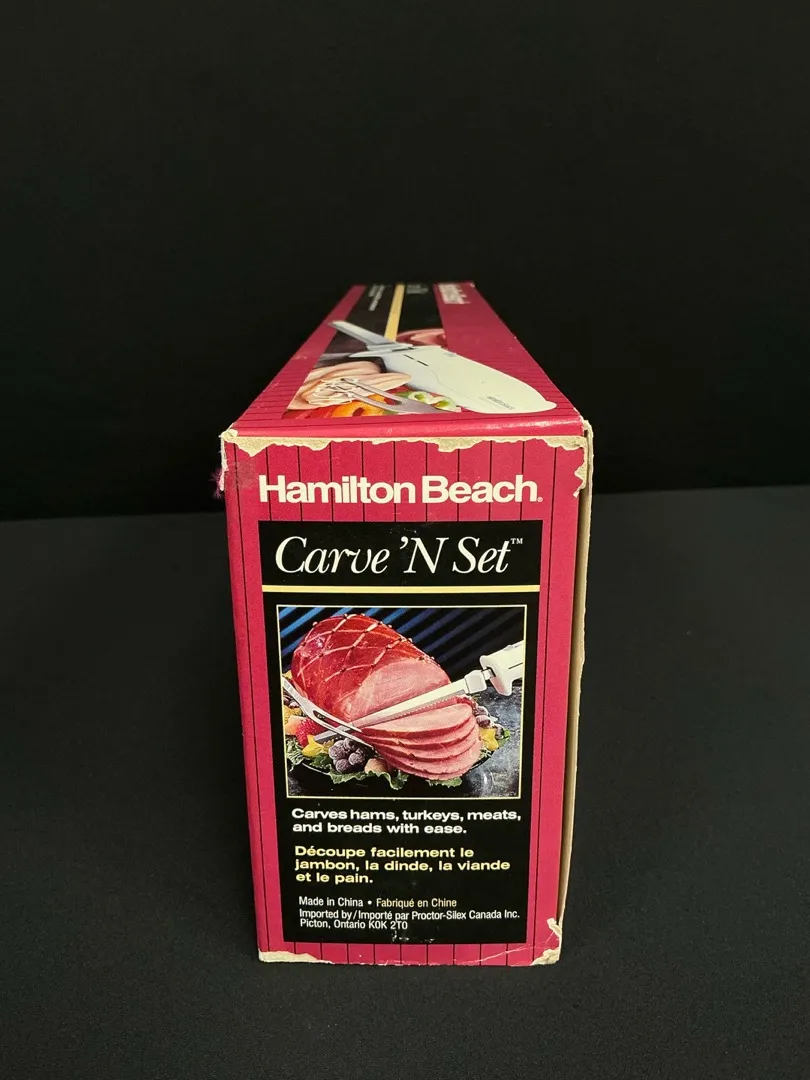 Hamilton Beach®
Carve 'N Set™
Carves hams, turkeys, meats,
and breads with ease.
Découpe facilement le
jambon, la dinde, la viande
et le pain.
Made in China • Fabriqué en Chine
Imported by/Importé par Proctor-Silex Canada Inc.
Picton, Ontario K0K 2T0